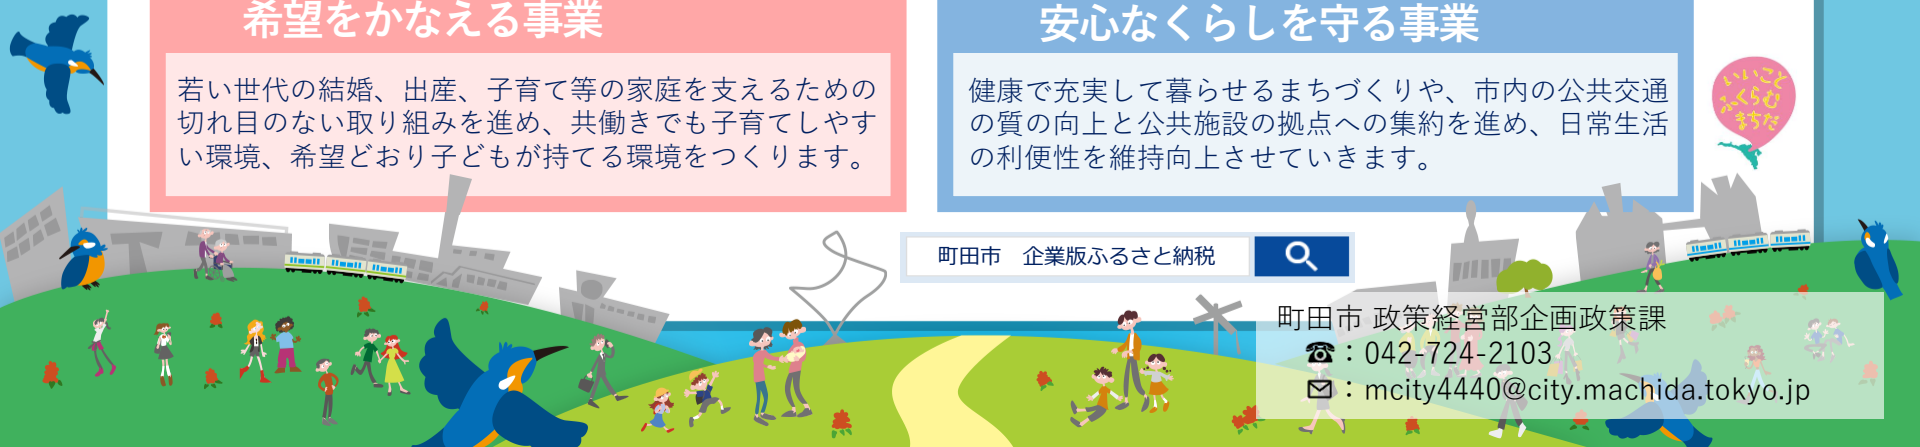 希望をかなえる事業
若い世代の結婚、出産、子育て等の家庭を支えるための
切れ目のない取り組みを進め、共働きでも子育てしやす
い環境、希望どおり子どもが持てる環境をつくります。
安心なくらしを守る事業
健康で充実して暮らせるまちづくりや、市内の公共交通
の質の向上と公共施設の拠点への集約を進め、日常生活
の利便性を維持向上させていきます。
いいこと
ふくらむ
まちだ
町田市 企業版ふるさと納税
町田市 政策経営部企画政策課
☎：042-724-2103
✉：mcity4440@city.machida.tokyo.jp